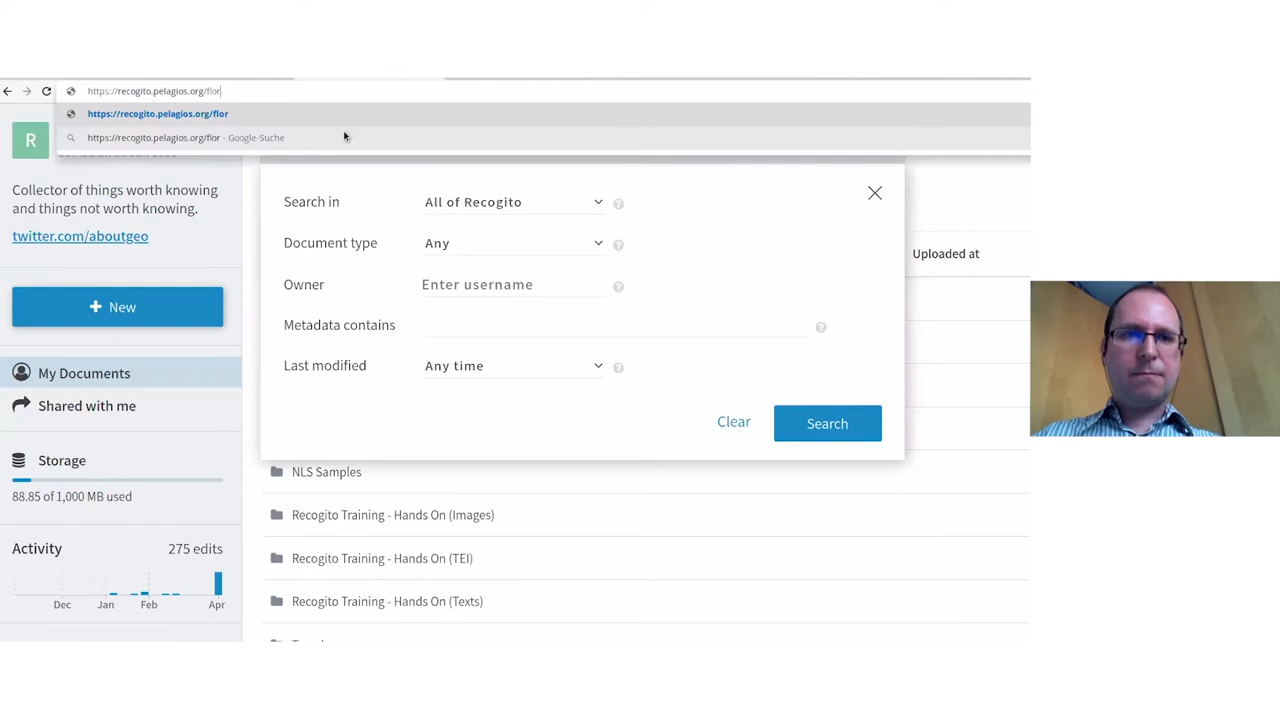 https://recogito.pelagios.org/flor
https://recogito.pelagios.org/flor
https://recogito.pelagios.org/flor - Google-Suche
R
Collector of things worth knowing
and things not worth knowing.
twitter.com/aboutgeo
New
My Documents
Shared with me
Storage
88.85 of 1,000 MB used
Activity 275 edits
Dec Jan Feb Apr
Search in All of Recogito ?
Document type Any ?
Owner Enter username ?
Metadata contains ?
Last modified Any time ?
Clear Search
Uploaded at
NLS Samples
Recogito Training - Hands On (Images)
Recogito Training - Hands On (TEI)
Recogito Training - Hands On (Texts)